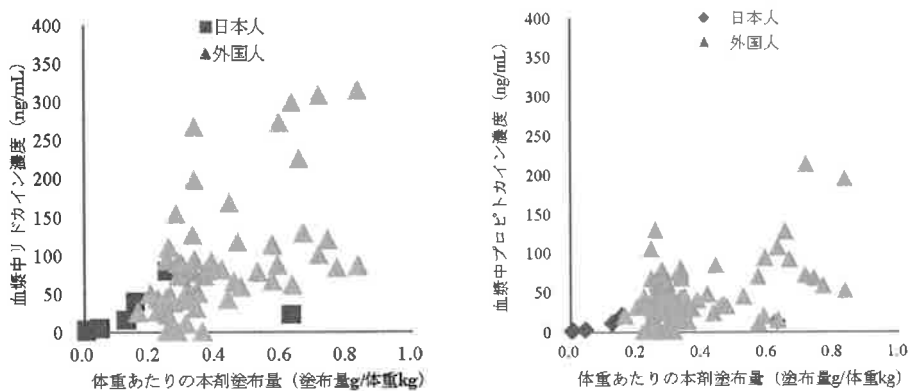 400
350
300
250
200
150
100
50
0
血漿中リドカイン濃度（ng/mL）
■日本人
▲外国人
0.0 0.2 0.4 0.6 0.8 1.0
体重あたりの本剤塗布量（塗布量g/体重kg）
400
350
300
250
200
150
100
50
0
血漿中プロピトカイン濃度（ng/mL）
◆ 日本人
▲ 外国人
0.0 0.2 0.4 0.6 0.8 1.0
体重あたりの本剤塗布量（塗布量g/体重kg）